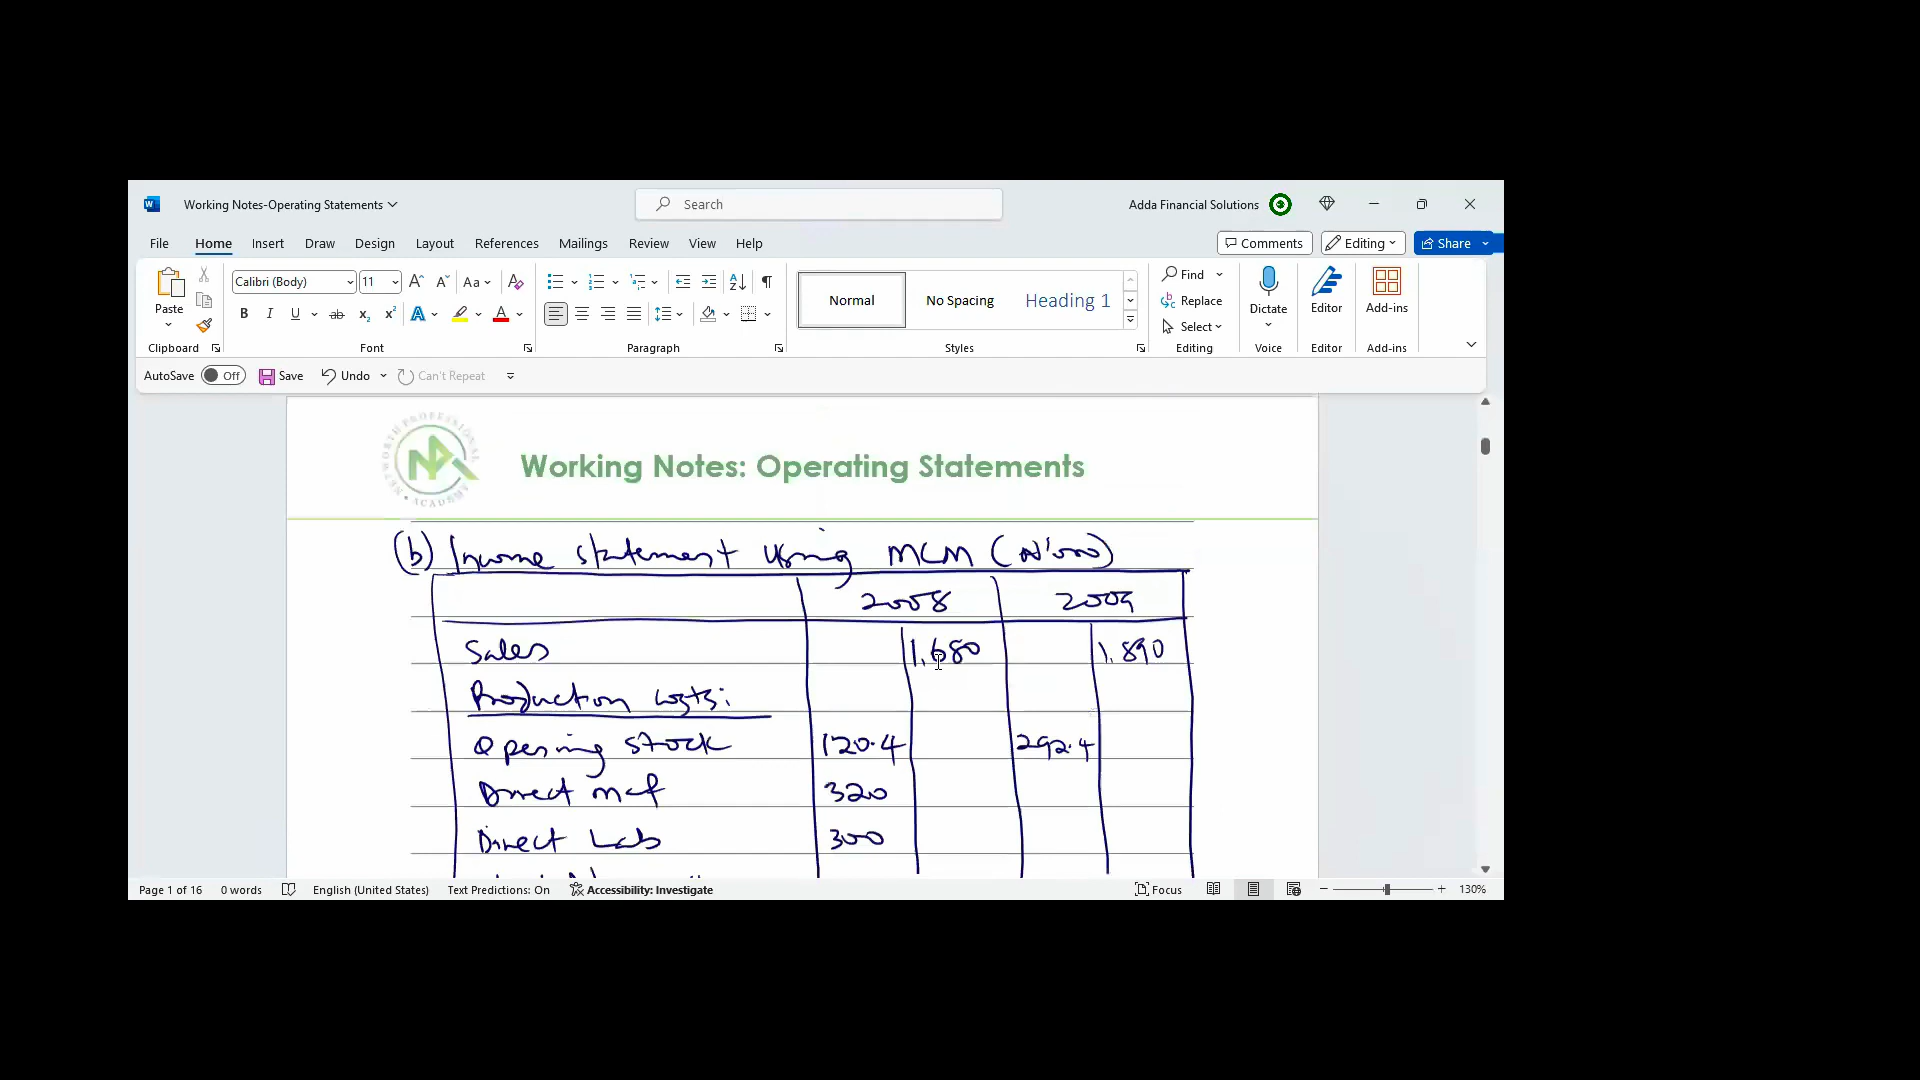 Working Notes-Operating Statements
Search
Adda Financial Solutions
File Home Insert Draw Design Layout References Mailings Review View Help
Comments Editing Share
Paste
Calibri (Body) 11
Normal
No Spacing
Heading 1
Find
Replace
Select
Dictate
Editor
Add-ins
Clipboard Font Paragraph Styles Editing Voice Editor Add-ins
AutoSave Off Save Undo Can't Repeat
NETWORTH PROFESSIONAL ACADEMY
Working Notes: Operating Statements
(b) Income statement using MCM (₦'000)
2008 2009
Sales 1,680 1,890
Production costs:
Opening stock 120.4 292.4
Direct mat 320
Direct Lab 300
Page 1 of 16 0 words English (United States) Text Predictions: On Accessibility: Investigate Focus 130%